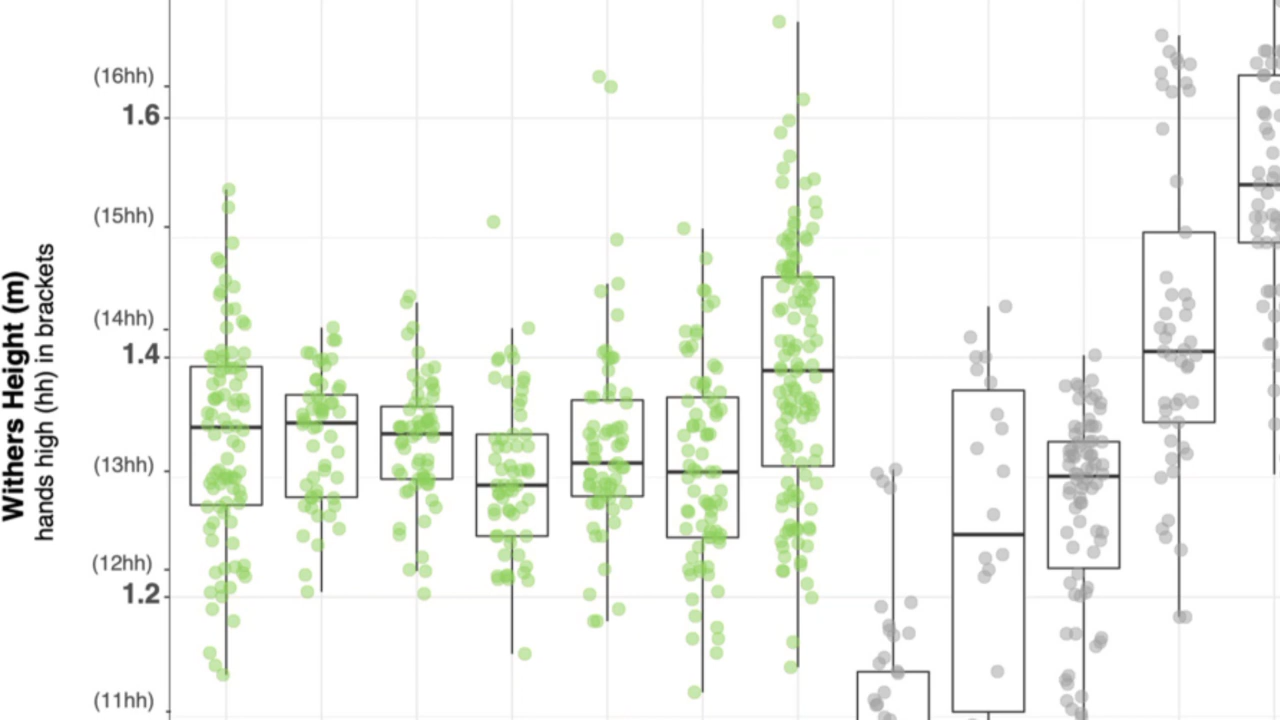 Withers Height (m)
hands high (hh) in brackets
(16hh)
1.6
(15hh)
(14hh)
1.4
(13hh)
(12hh)
1.2
(11hh)